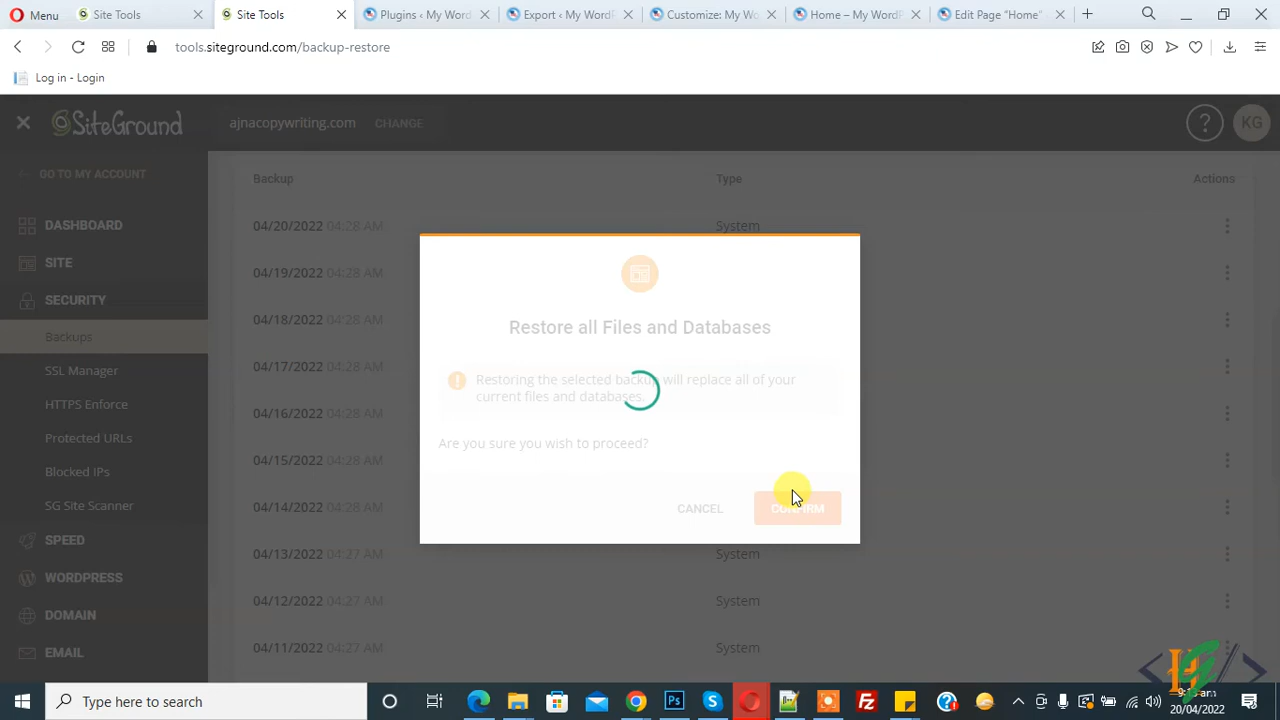 Menu
Site Tools
Site Tools
Plugins ‹ My Word
Export ‹ My WordP
Customize: My Wo
Home – My WordPr
Edit Page “Home”
tools.siteground.com/backup-restore
Log in - Login
SiteGround
ajnacopywriting.com
CHANGE
KG
GO TO MY ACCOUNT
DASHBOARD
SITE
SECURITY
Backups
SSL Manager
HTTPS Enforce
Protected URLs
Blocked IPs
SG Site Scanner
SPEED
WORDPRESS
DOMAIN
EMAIL
Backup Type Actions
04/20/2022 04:28 AM System
04/19/2022 04:28 AM
04/18/2022 04:28 AM
04/17/2022 04:28 AM
04/16/2022 04:28 AM
04/15/2022 04:28 AM
04/14/2022 04:28 AM
04/13/2022 04:28 AM System
04/12/2022 04:27 AM System
04/11/2022 04:27 AM System
Restore all Files and Databases
Restoring the selected backup will replace all of your
current files and databases.
Are you sure you wish to proceed?
CANCEL
CONFIRM
Type here to search
20/04/2022